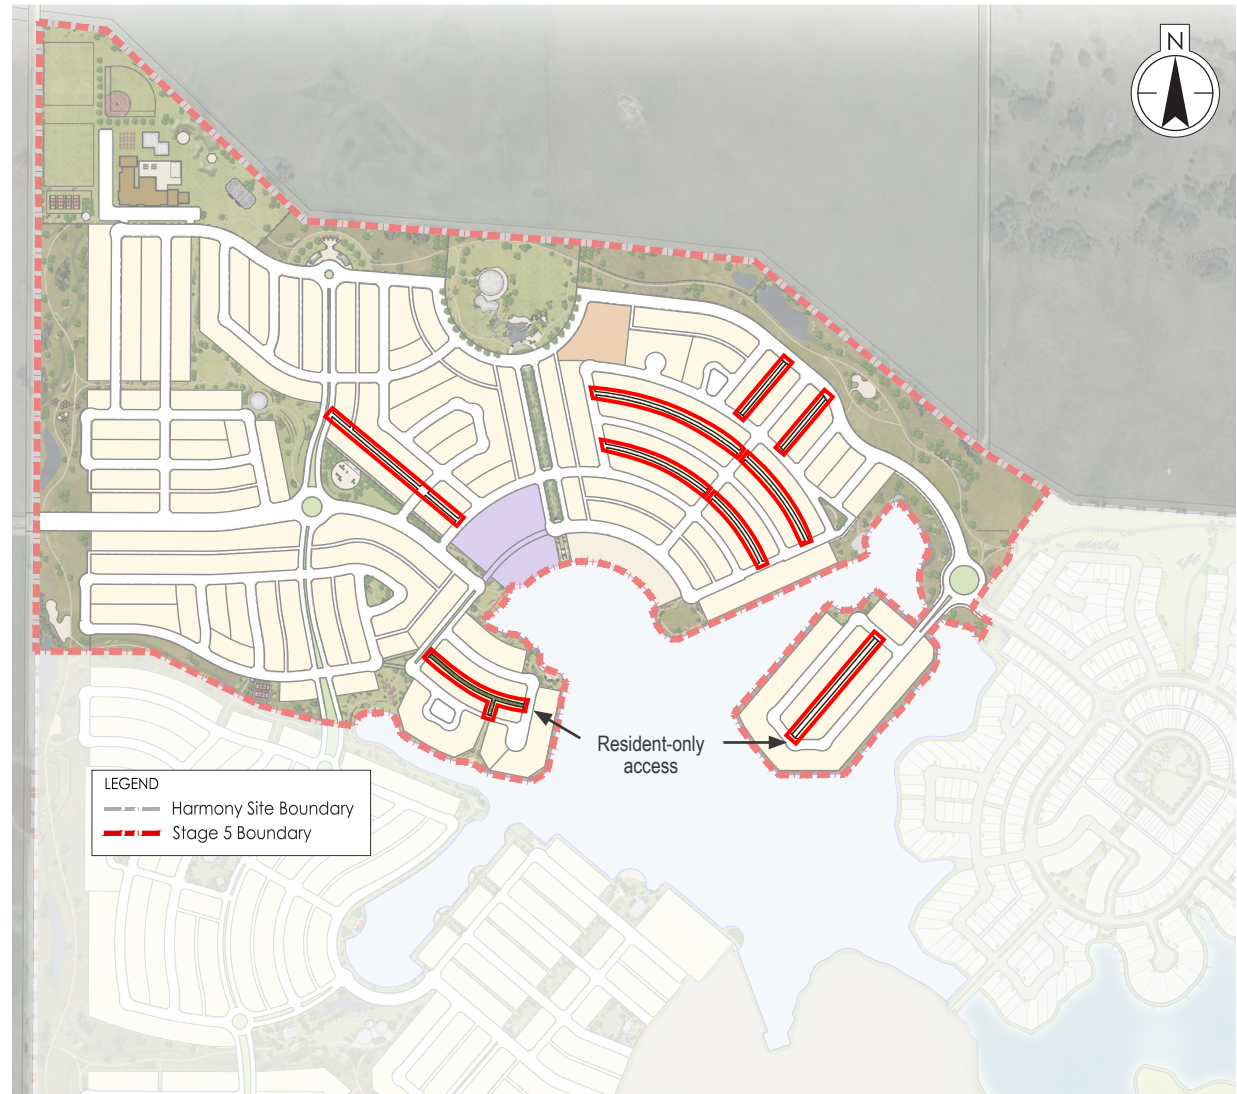 N
Resident-only
access
LEGEND
Harmony Site Boundary
Stage 5 Boundary